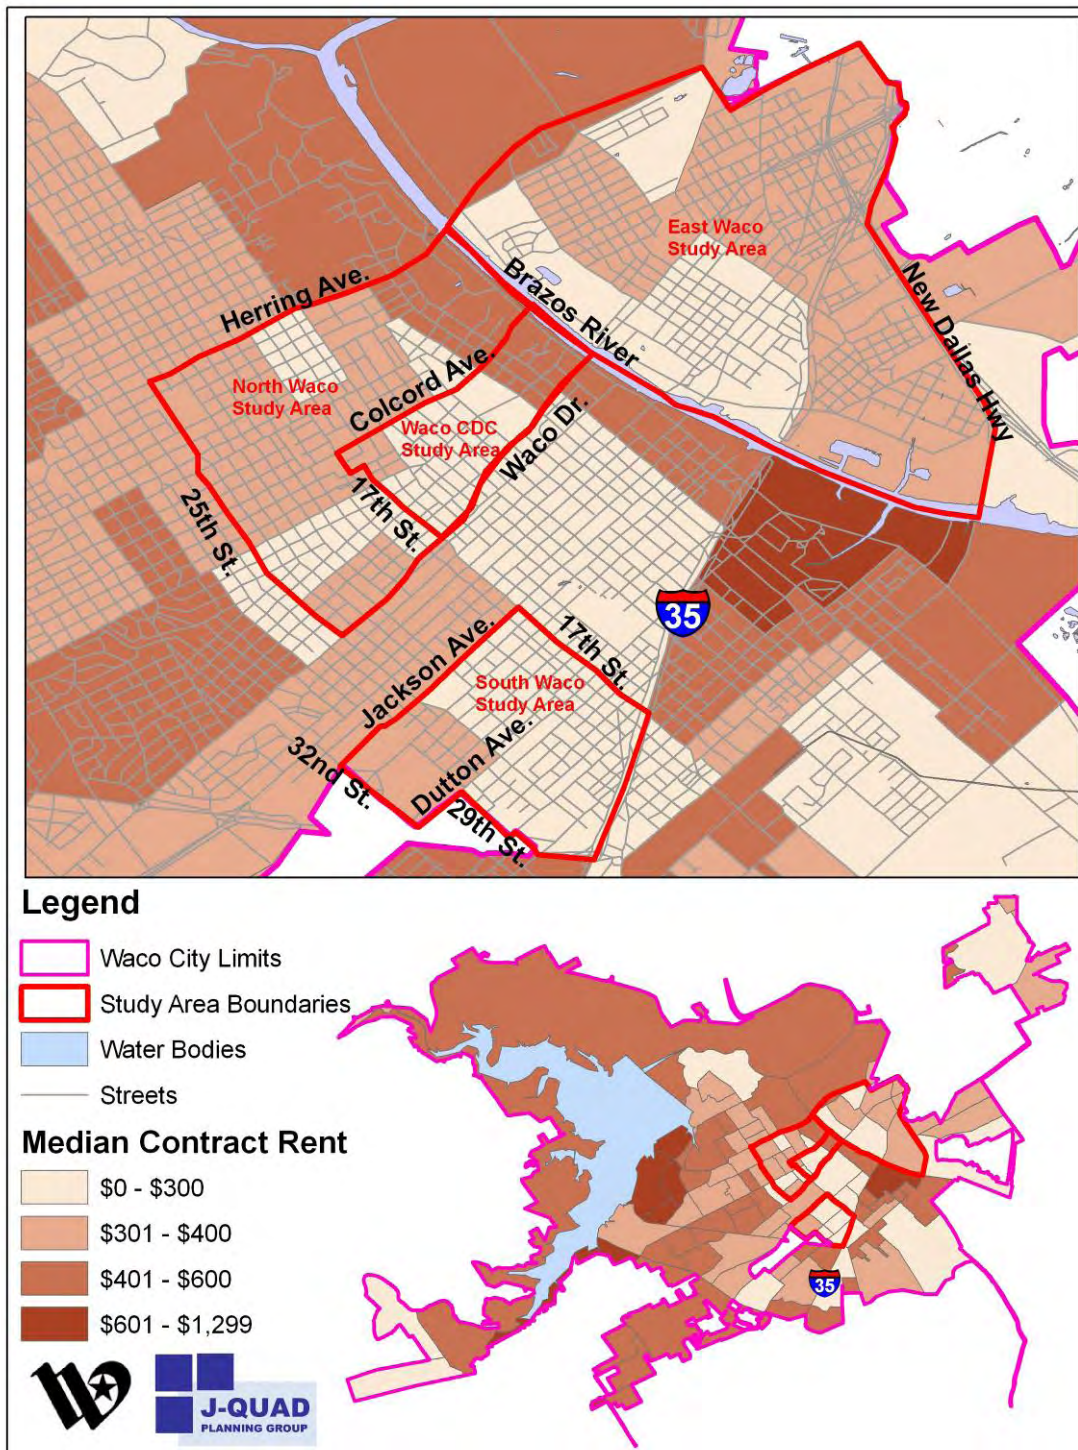 East Waco
Study Area
Herring Ave.
Brazos River
New Dallas Hwy
North Waco
Study Area
Colcord Ave.
Waco CDC
Study Area
Waco Dr.
25th St.
17th St.
35
Jackson Ave.
17th St.
South Waco
Study Area
32nd St.
Dutton Ave.
29th St.
Legend
Waco City Limits
Study Area Boundaries
Water Bodies
Streets
Median Contract Rent
$0 - $300
$301 - $400
$401 - $600
$601 - $1,299
35
J-QUAD
PLANNING GROUP